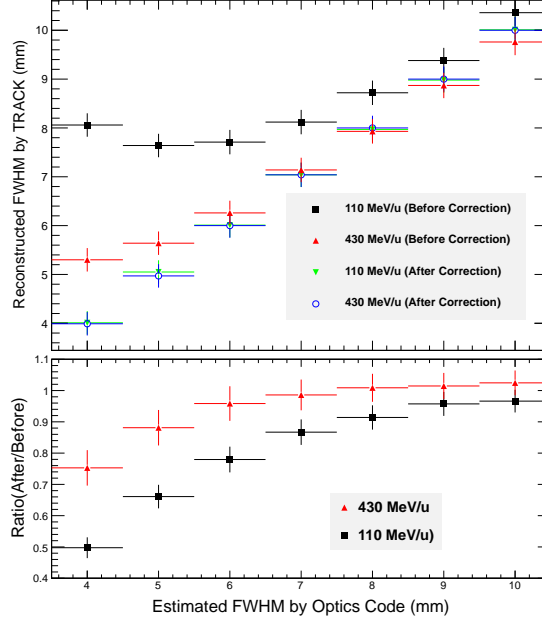 Reconstructed FWHM by TRACK (mm)
10
9
8
7
6
5
4
110 MeV/u (Before Correction)
430 MeV/u (Before Correction)
110 MeV/u (After Correction)
430 MeV/u (After Correction)
Ratio(After/Before)
1.1
1
0.9
0.8
0.7
0.6
0.5
0.4
430 MeV/u
110 MeV/u)
4 5 6 7 8 9 10
Estimated FWHM by Optics Code (mm)